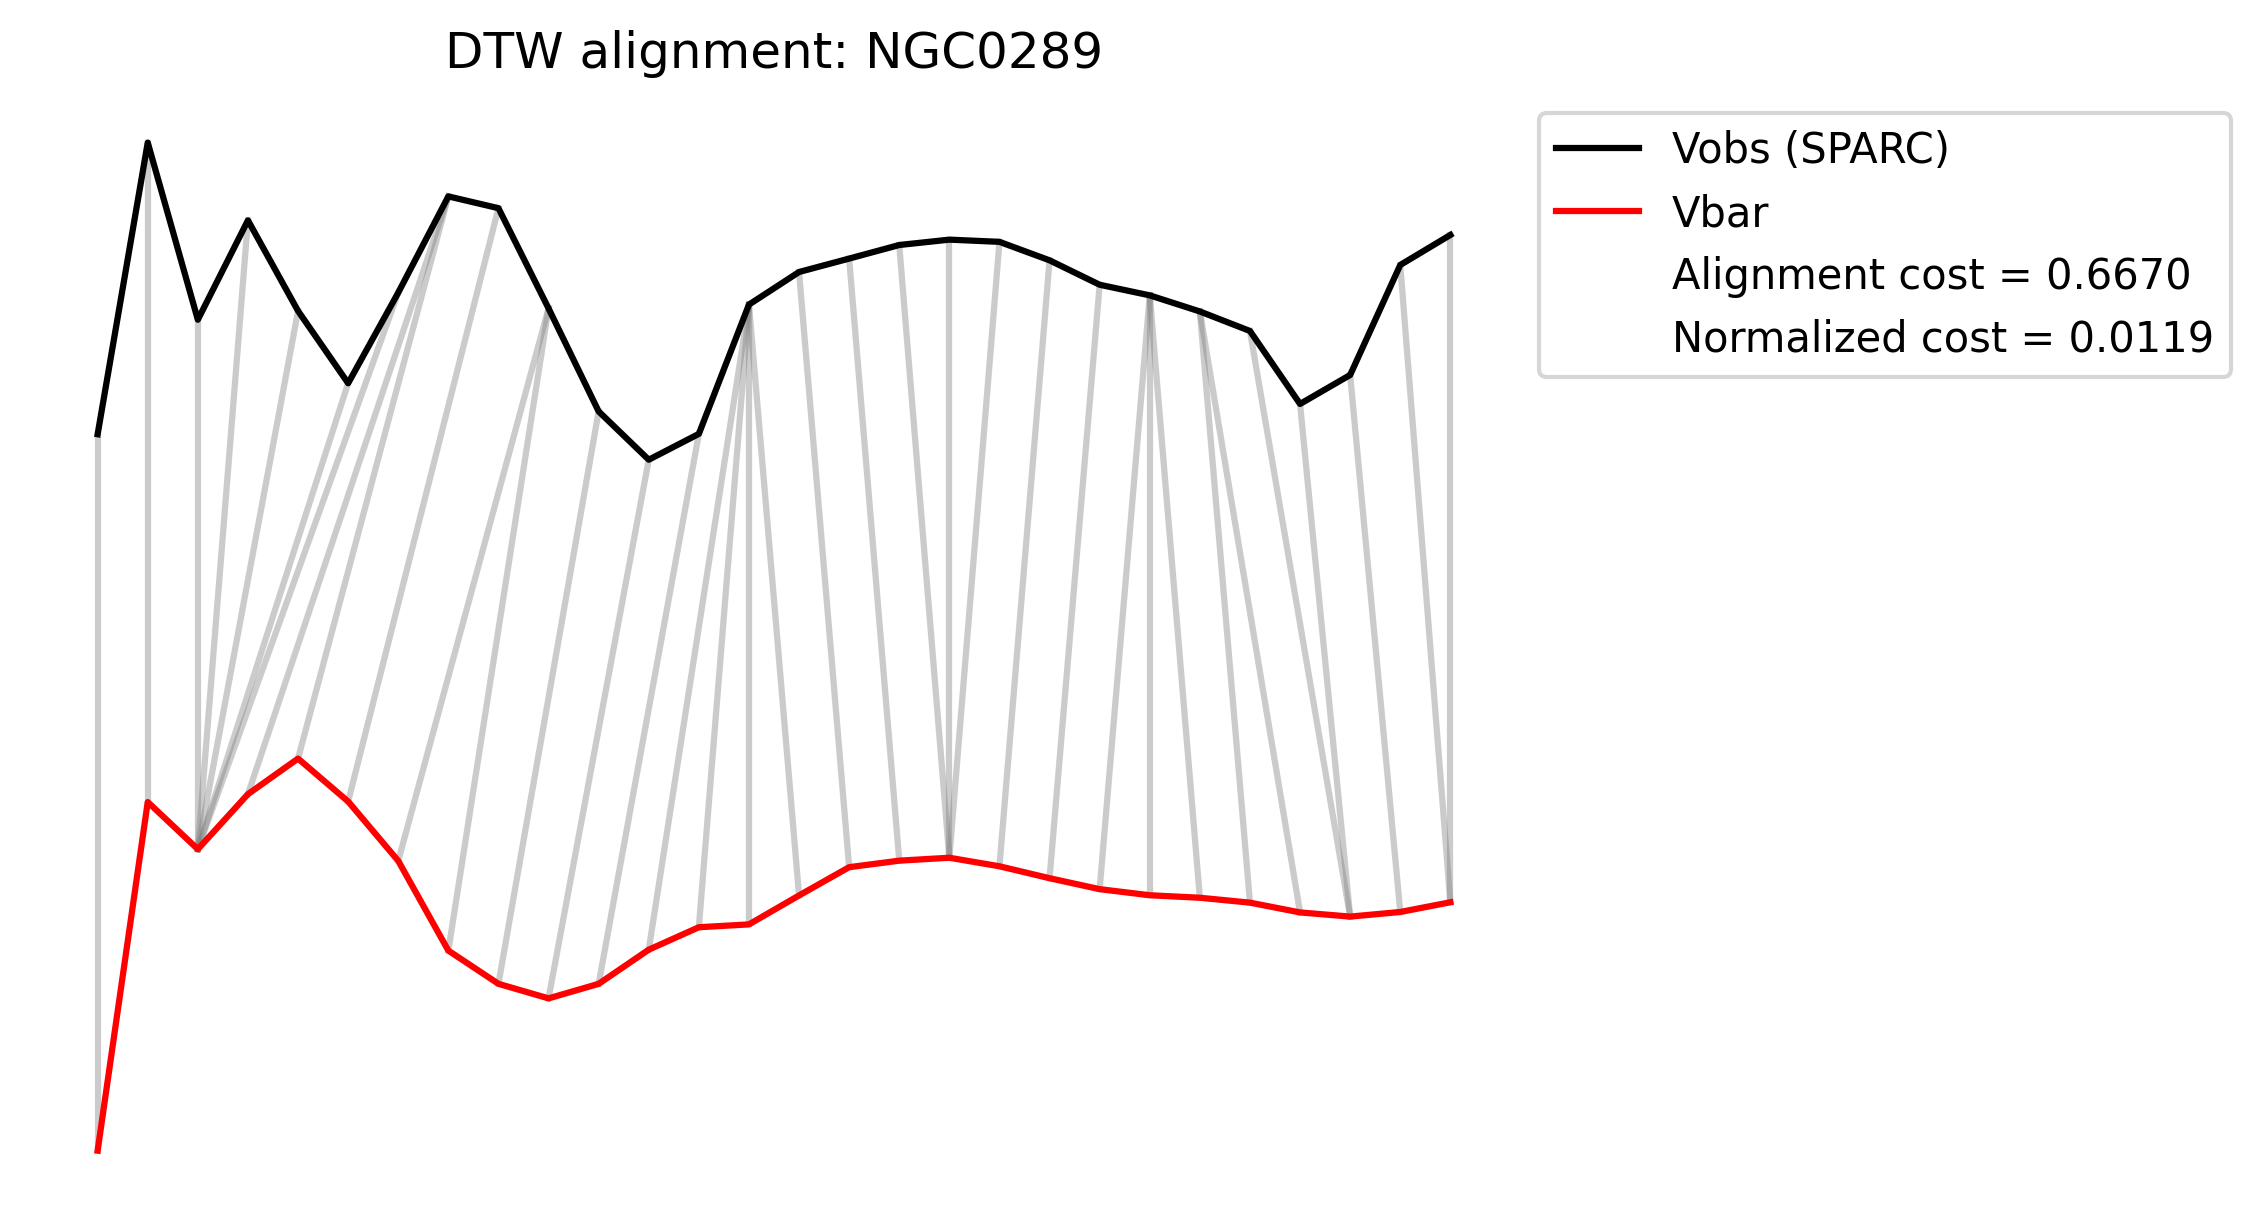 DTW alignment: NGC0289
Vobs (SPARC)
Vbar
Alignment cost = 0.6670
Normalized cost = 0.0119